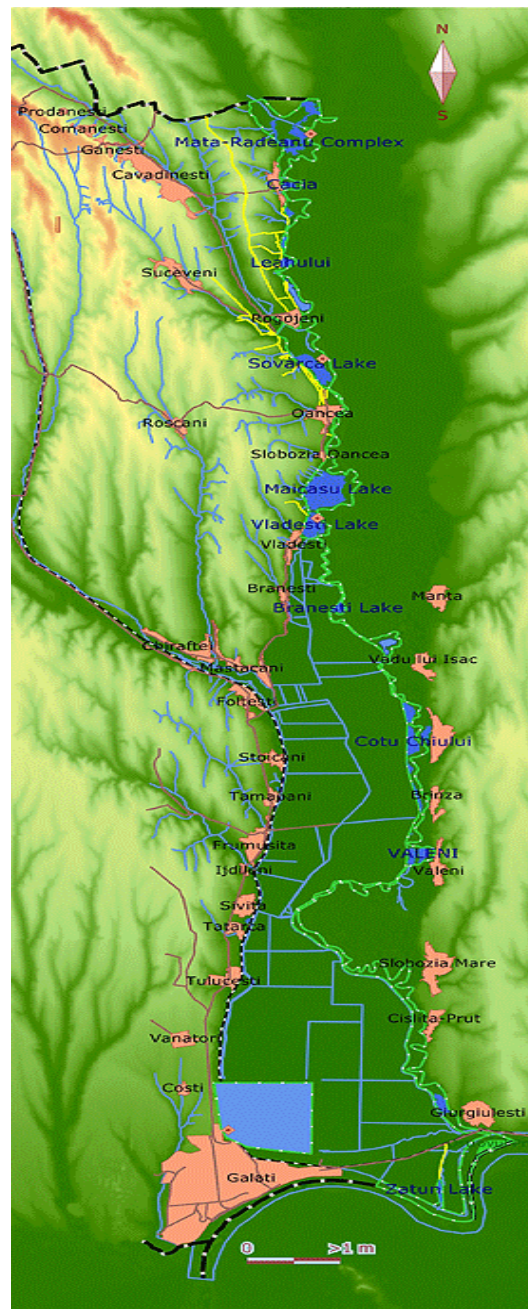 N
S
Prodanesti
Comanesti
Ganesti
Mata-Radeanu Complex
Cavadinesti
Cacia
Leahului
Suceveni
Rogojeni
Sovarca Lake
Oancea
Roscani
Slobozia Oancea
Maicasu Lake
Vladesti Lake
Vladesti
Branesti
Manta
Branesti Lake
Chiraftei
Vadu lui Isac
Mastacani
Foltesti
Cotu Chiului
Stoicani
Brinza
Tamaoani
Frumusita
VALENI
Ijdileni
Valeni
Sivita
Tatarca
Slobozia Mare
Tulucesti
Cislita-Prut
Vanatori
Costi
Giurgiulesti
Galati
Zatun Lake
0 >1 m